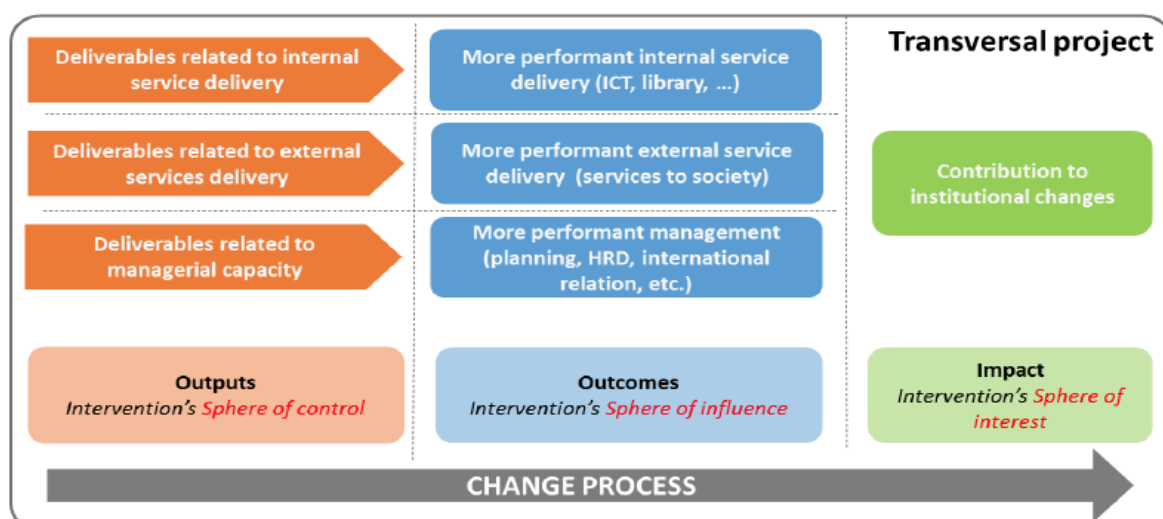 Transversal project
Deliverables related to internal
service delivery
More performant internal service
delivery (ICT, library, ...)
Deliverables related to external
services delivery
More performant external service
delivery (services to society)
Contribution to
institutional changes
Deliverables related to
managerial capacity
More performant management
(planning, HRD, international
relation, etc.)
Outputs
Intervention's Sphere of control
Outcomes
Intervention's Sphere of influence
Impact
Intervention's Sphere of
interest
CHANGE PROCESS